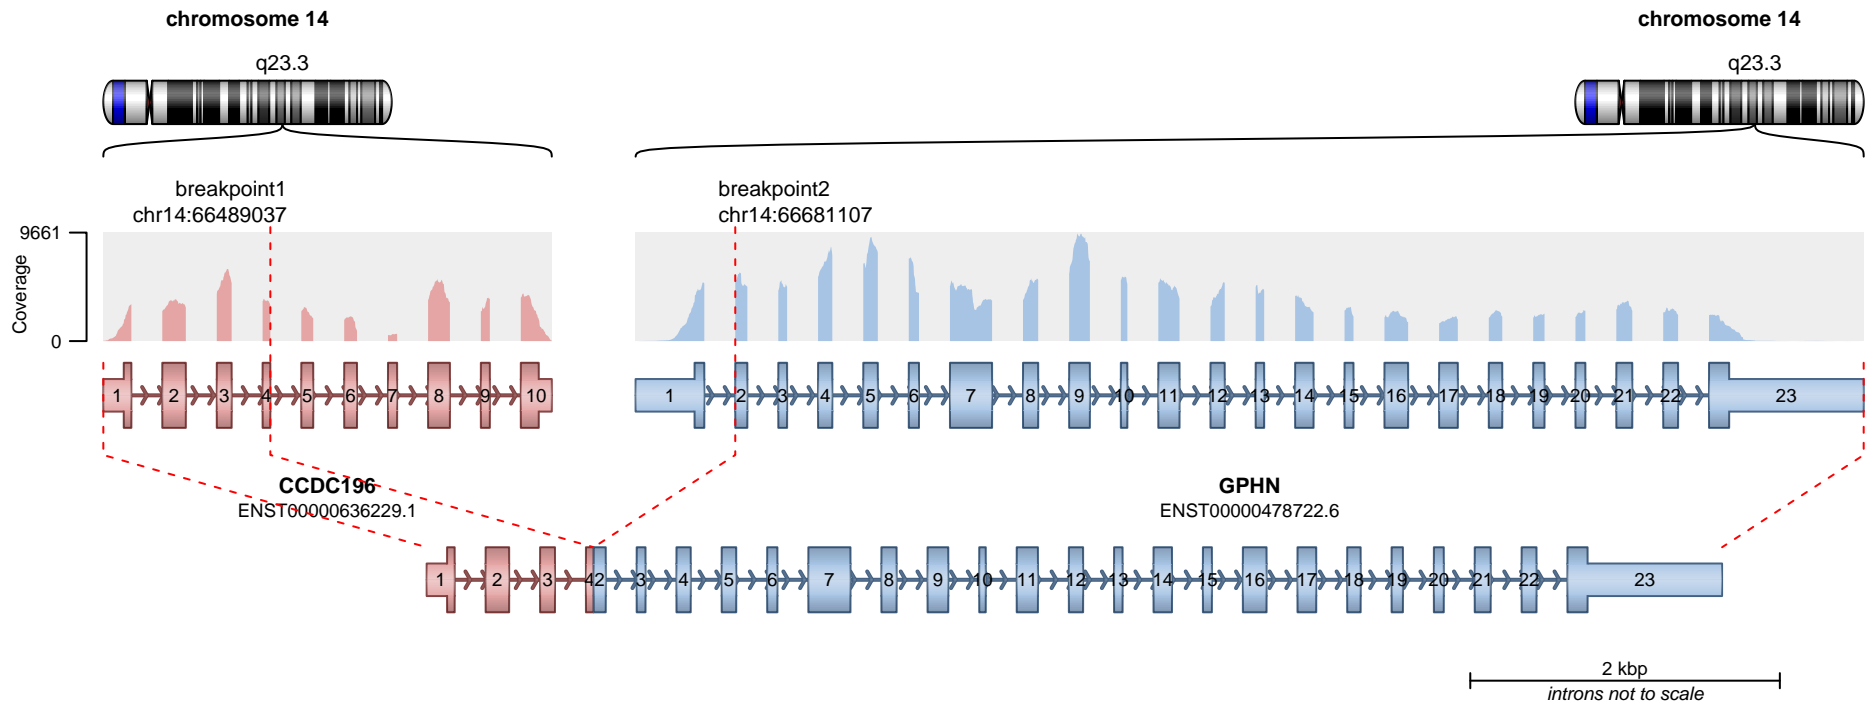 chromosome 14
chromosome 14
q23.3
q23.3
breakpoint1
chr14:66489037
breakpoint2
chr14:66681107
9661
Coverage
0
1 2 3 4 5 6 7 8 9 10
1 2 3 4 5 6 7 8 9 10 11 12 13 14 15 16 17 18 19 20 21 22 23
CCDC196
ENST00000636229.1
GPHN
ENST00000478722.6
1 2 3 4 2 3 4 5 6 7 8 9 10 11 12 13 14 15 16 17 18 19 20 21 22 23
2 kbp
introns not to scale